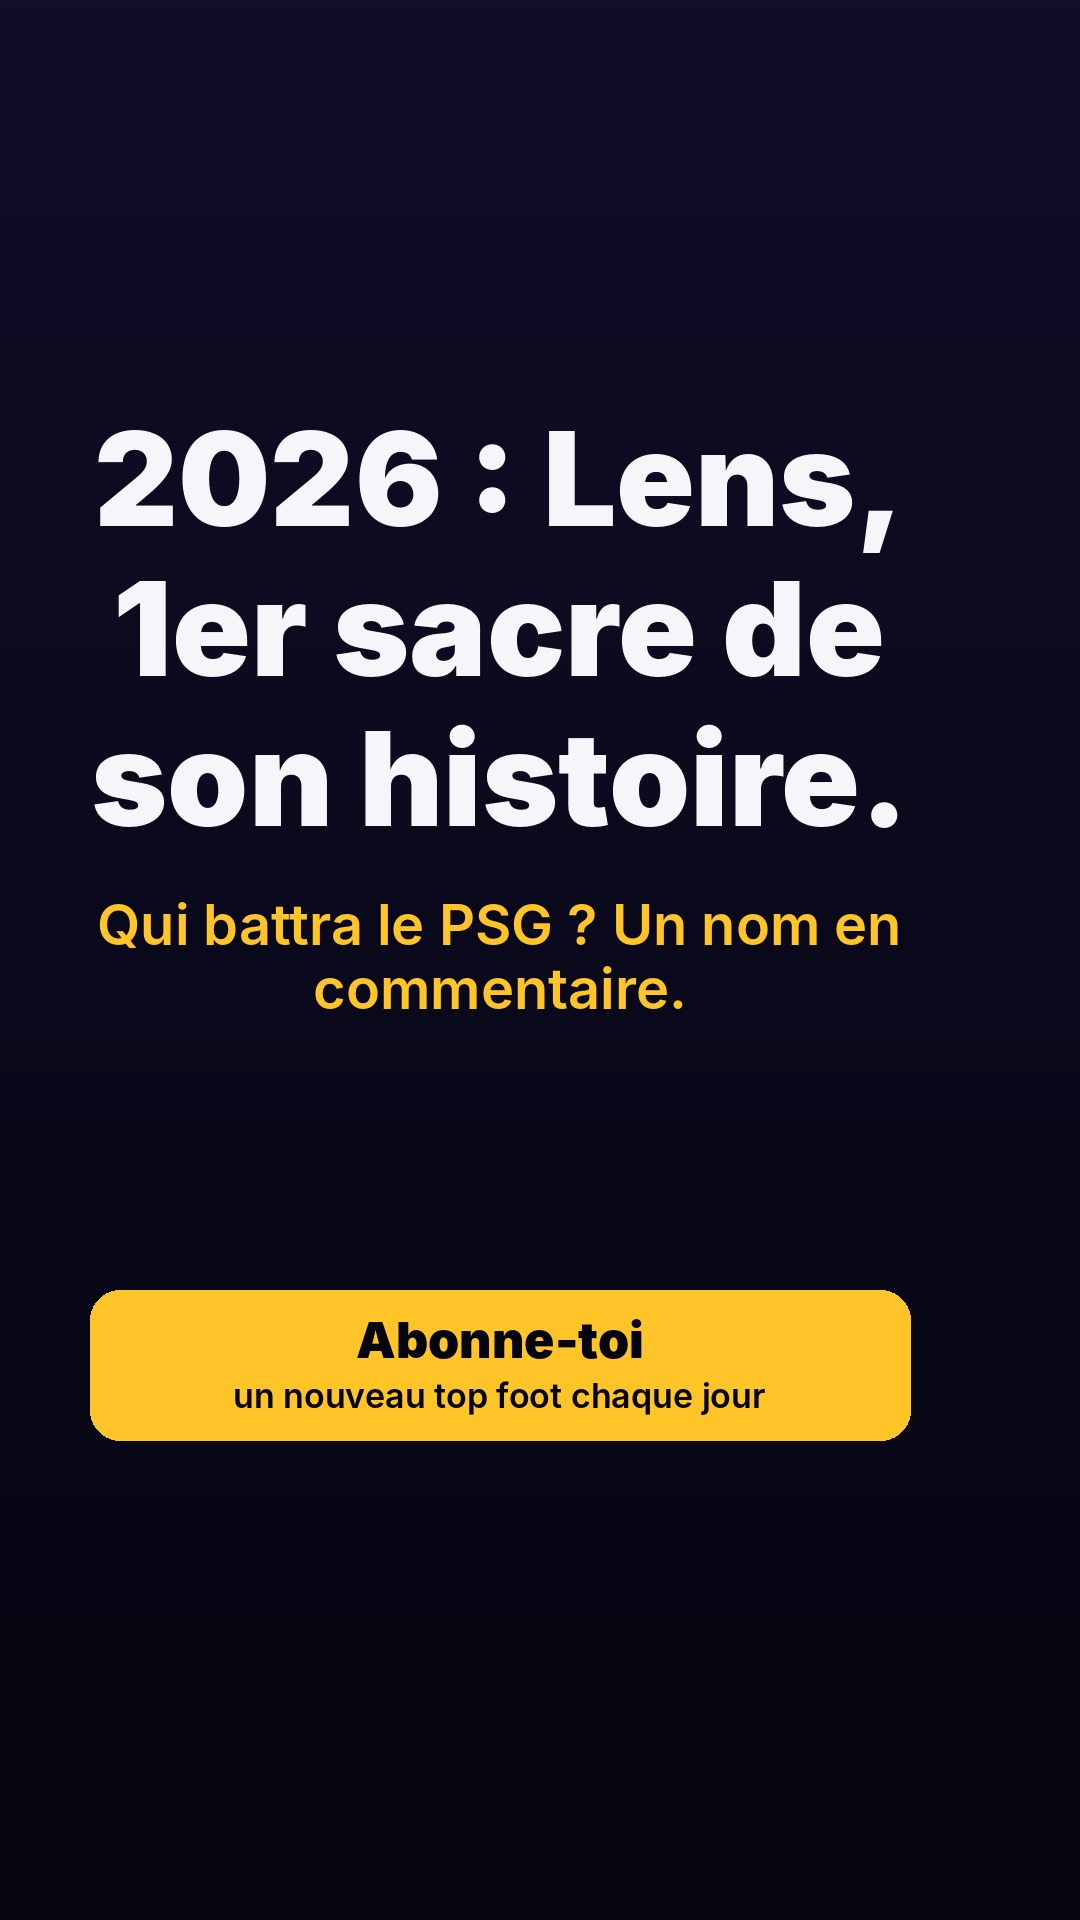 2026 : Lens,
1er sacre de
son histoire.
Qui battra le PSG ? Un nom en
commentaire.
Abonne-toi
un nouveau top foot chaque jour